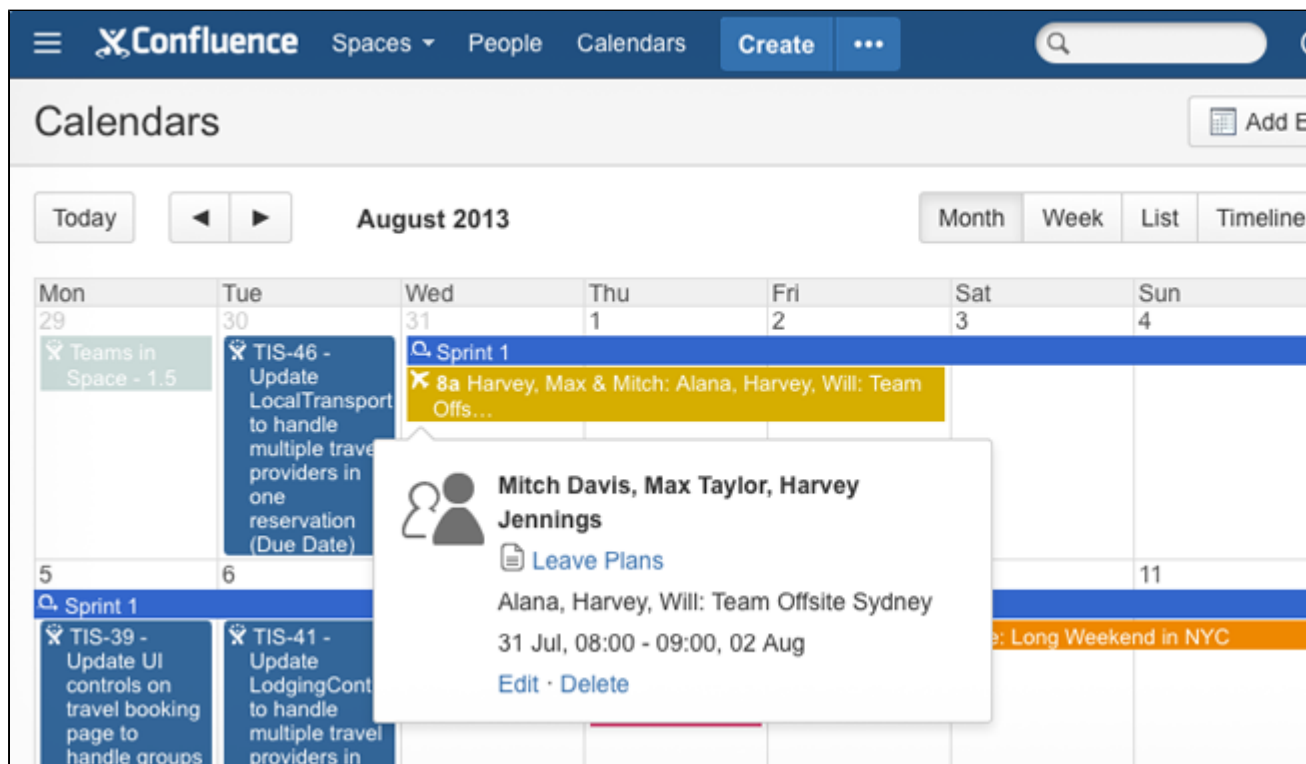 Confluence Spaces People Calendars Create •••
Calendars
Add E
Today ◀ ▶ August 2013 Month Week List Timeline
Mon Tue Wed Thu Fri Sat Sun
29 30 31 1 2 3 4
Teams in
Space - 1.5
TIS-46 -
Update
LocalTransport
to handle
multiple trave
providers in
one
reservation
(Due Date)
Sprint 1
8a Harvey, Max & Mitch: Alana, Harvey, Will: Team
Offs...
Mitch Davis, Max Taylor, Harvey
Jennings
Leave Plans
Alana, Harvey, Will: Team Offsite Sydney
31 Jul, 08:00 - 09:00, 02 Aug
Edit · Delete
5 6 11
Sprint 1
TIS-39 -
Update UI
controls on
travel booking
page to
handle groups
TIS-41 -
Update
LodgingCont
to handle
multiple travel
providers in
: Long Weekend in NYC